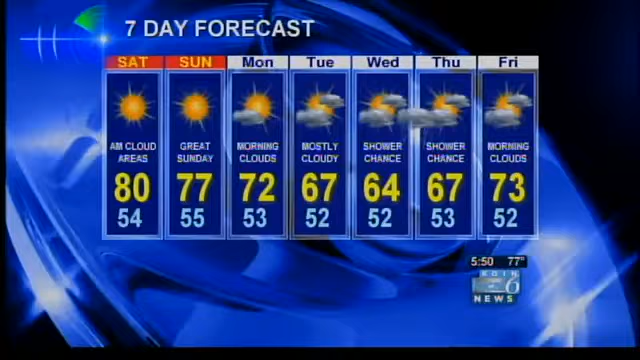 7 DAY FORECAST
SAT SUN Mon Tue Wed Thu Fri
AM CLOUD AREAS
GREAT SUNDAY
MORNING CLOUDS
MOSTLY CLOUDY
SHOWER CHANCE
SHOWER CHANCE
MORNING CLOUDS
80 77 72 67 64 67 73
54 55 53 52 52 53 52
5:50 77°
KOIN
6
NEWS